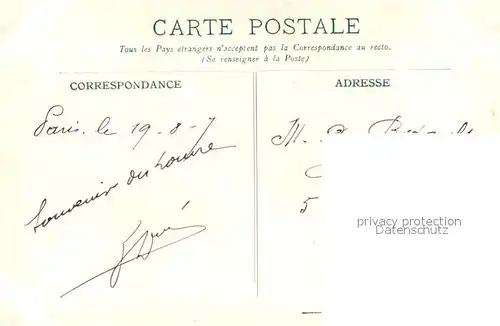 CARTE POSTALE
Tous les Pays étrangers n'acceptent pas la Correspondance au recto.
(Se renseigner à la Poste)
CORRESPONDANCE
ADRESSE
Paris. le 19-8-7
Souvenir du Louvre
M.
5
privacy protection
Datenschutz